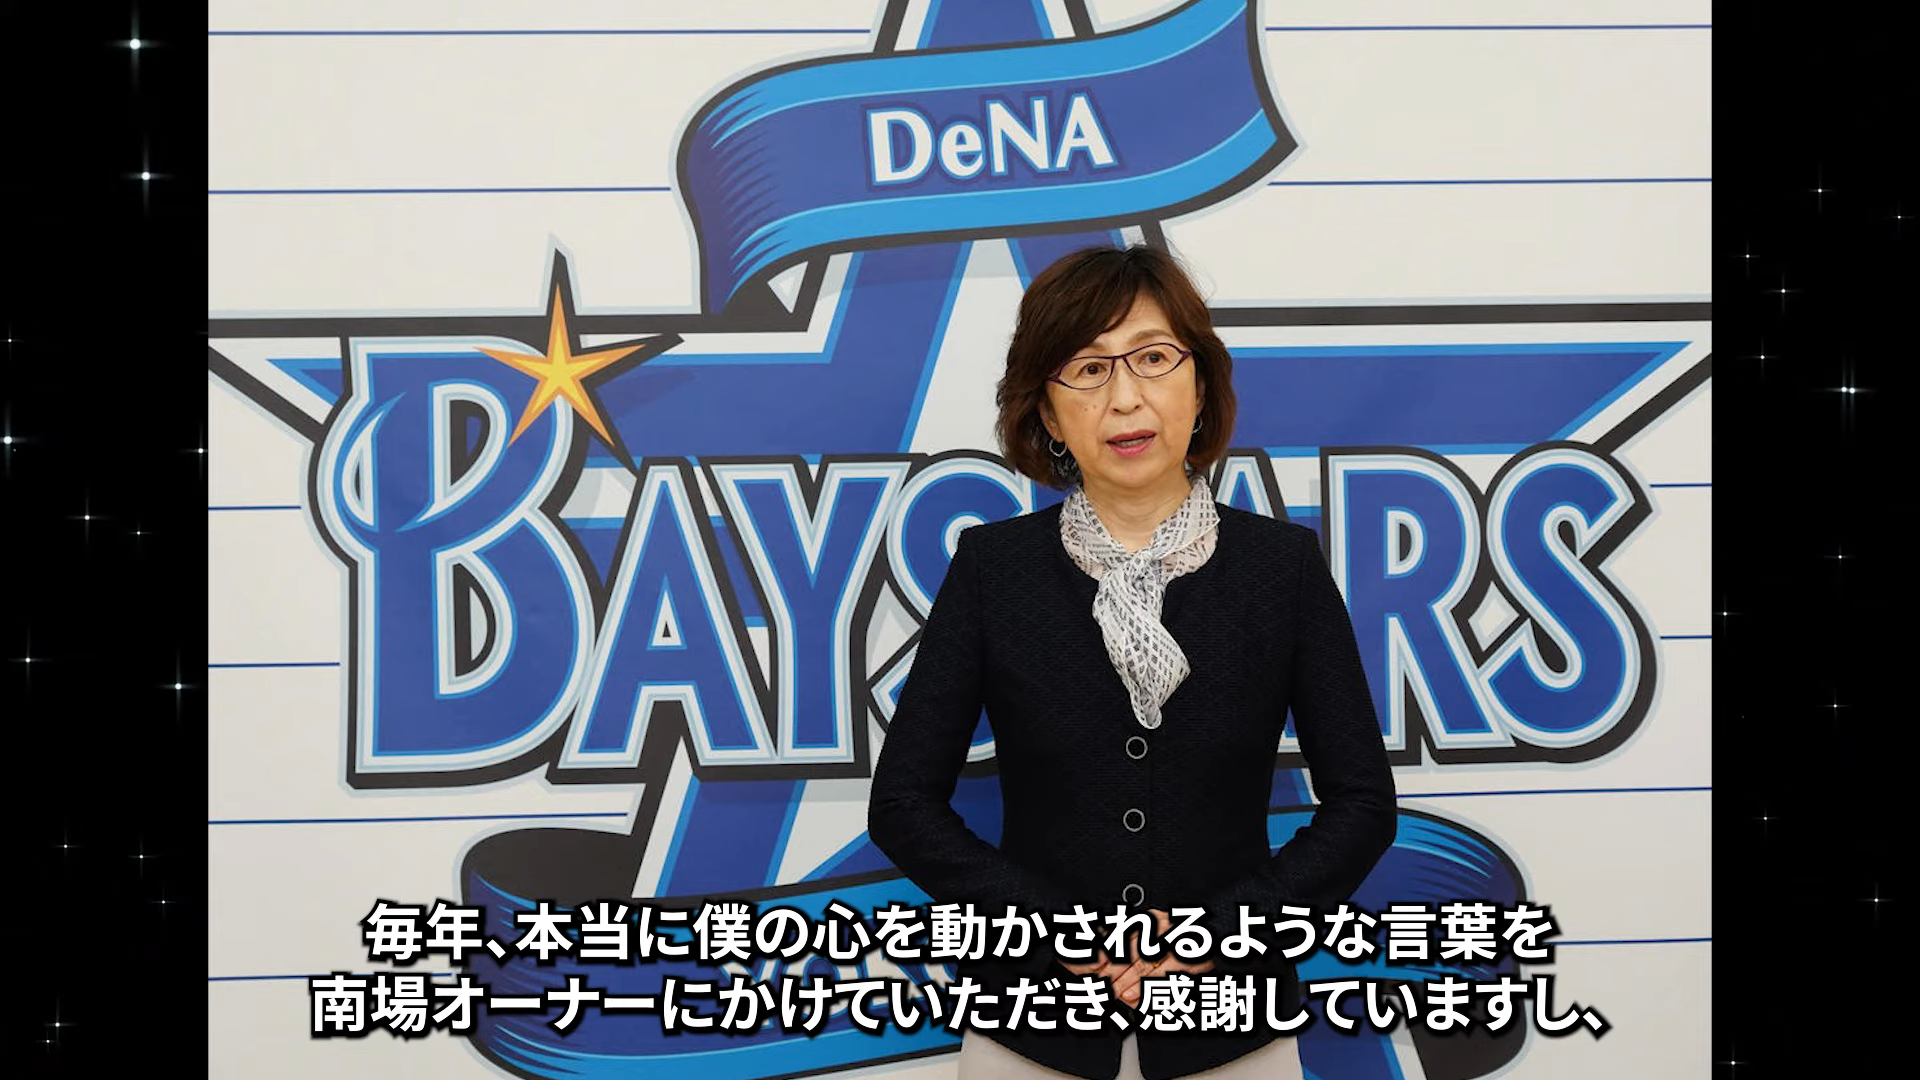 DeNA
BAYSTARS
毎年、本当に僕の心を動かされるような言葉を
南場オーナーにかけていただき、感謝していますし、